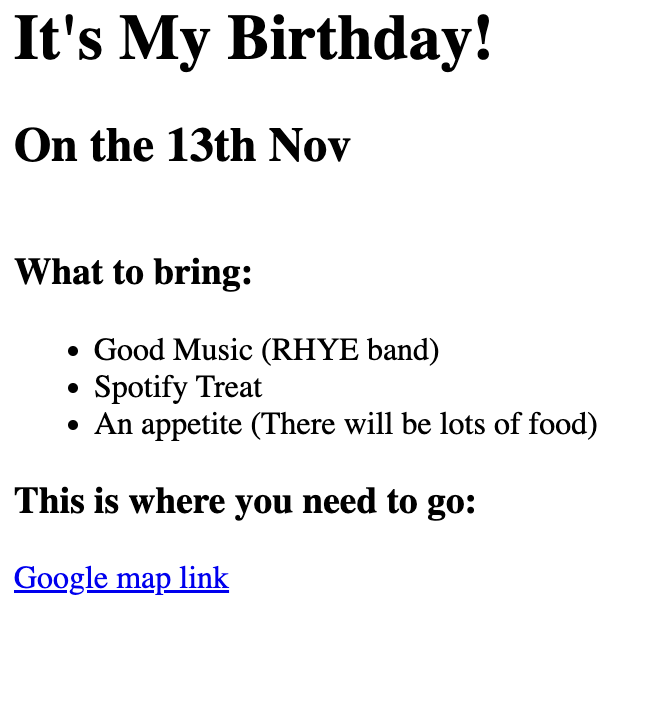 It's My Birthday!
On the 13th Nov
What to bring:
• Good Music (RHYE band)
• Spotify Treat
• An appetite (There will be lots of food)
This is where you need to go:
Google map link